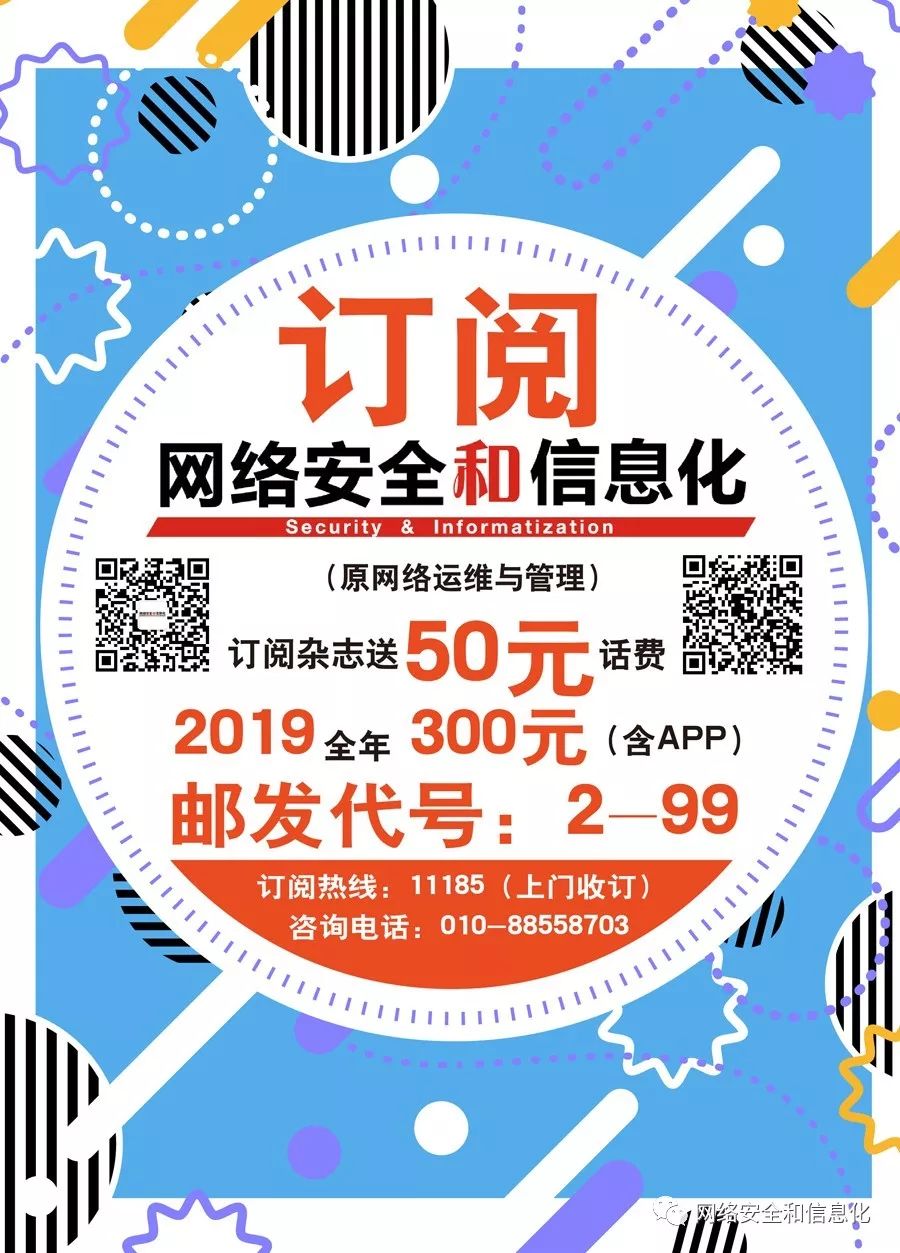 订阅
网络安全和信息化
Security & Informatization
（原网络运维与管理）
订阅杂志送50元话费
2019全年 300元（含APP）
邮发代号：2—99
订阅热线：11185（上门收订）
咨询电话：010-88558703
网络安全和信息化